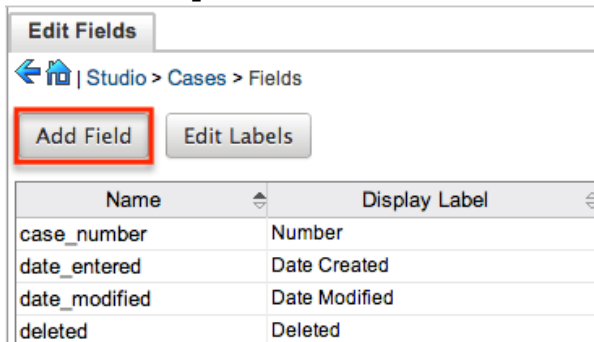 Edit Fields
| Studio > Cases > Fields
Add Field Edit Labels
Name Display Label
case_number Number
date_entered Date Created
date_modified Date Modified
deleted Deleted